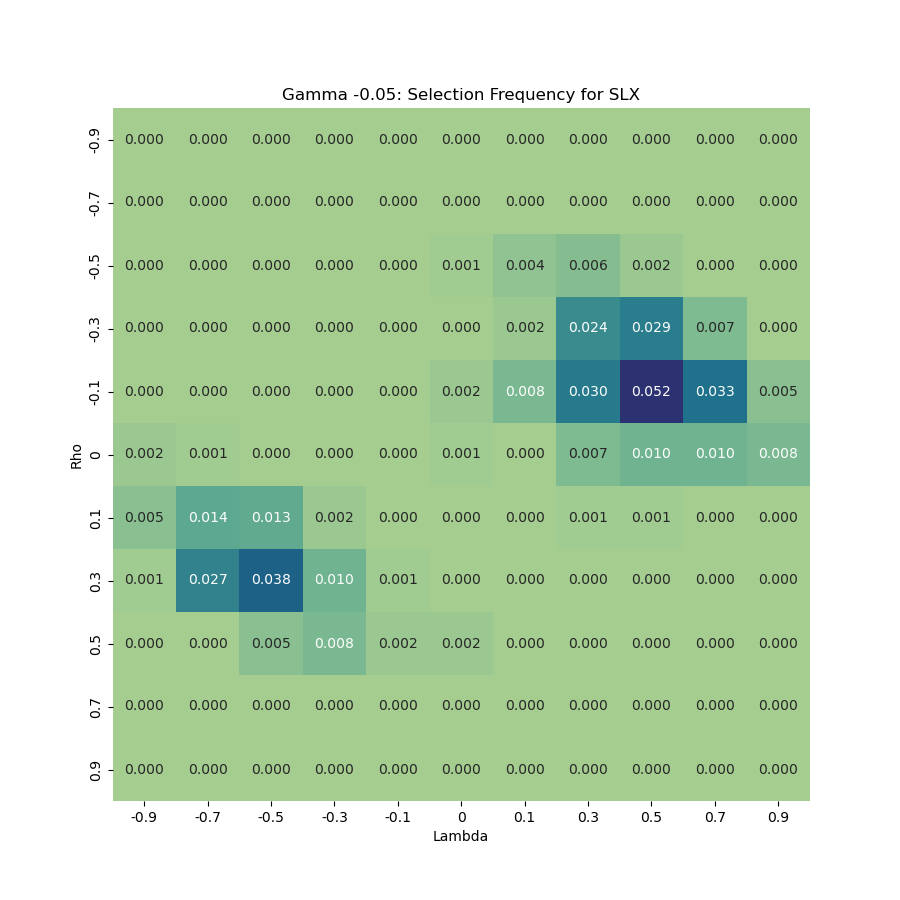 Gamma -0.05: Selection Frequency for SLX
-0.9 0.000 0.000 0.000 0.000 0.000 0.000 0.000 0.000 0.000 0.000 0.000
-0.7 0.000 0.000 0.000 0.000 0.000 0.000 0.000 0.000 0.000 0.000 0.000
-0.5 0.000 0.000 0.000 0.000 0.000 0.001 0.004 0.006 0.002 0.000 0.000
-0.3 0.000 0.000 0.000 0.000 0.000 0.000 0.002 0.024 0.029 0.007 0.000
-0.1 0.000 0.000 0.000 0.000 0.000 0.002 0.008 0.030 0.052 0.033 0.005
Rho
0 0.002 0.001 0.000 0.000 0.000 0.001 0.000 0.007 0.010 0.010 0.008
0.1 0.005 0.014 0.013 0.002 0.000 0.000 0.000 0.001 0.001 0.000 0.000
0.3 0.001 0.027 0.038 0.010 0.001 0.000 0.000 0.000 0.000 0.000 0.000
0.5 0.000 0.000 0.005 0.008 0.002 0.002 0.000 0.000 0.000 0.000 0.000
0.7 0.000 0.000 0.000 0.000 0.000 0.000 0.000 0.000 0.000 0.000 0.000
0.9 0.000 0.000 0.000 0.000 0.000 0.000 0.000 0.000 0.000 0.000 0.000
-0.9 -0.7 -0.5 -0.3 -0.1 0 0.1 0.3 0.5 0.7 0.9
Lambda